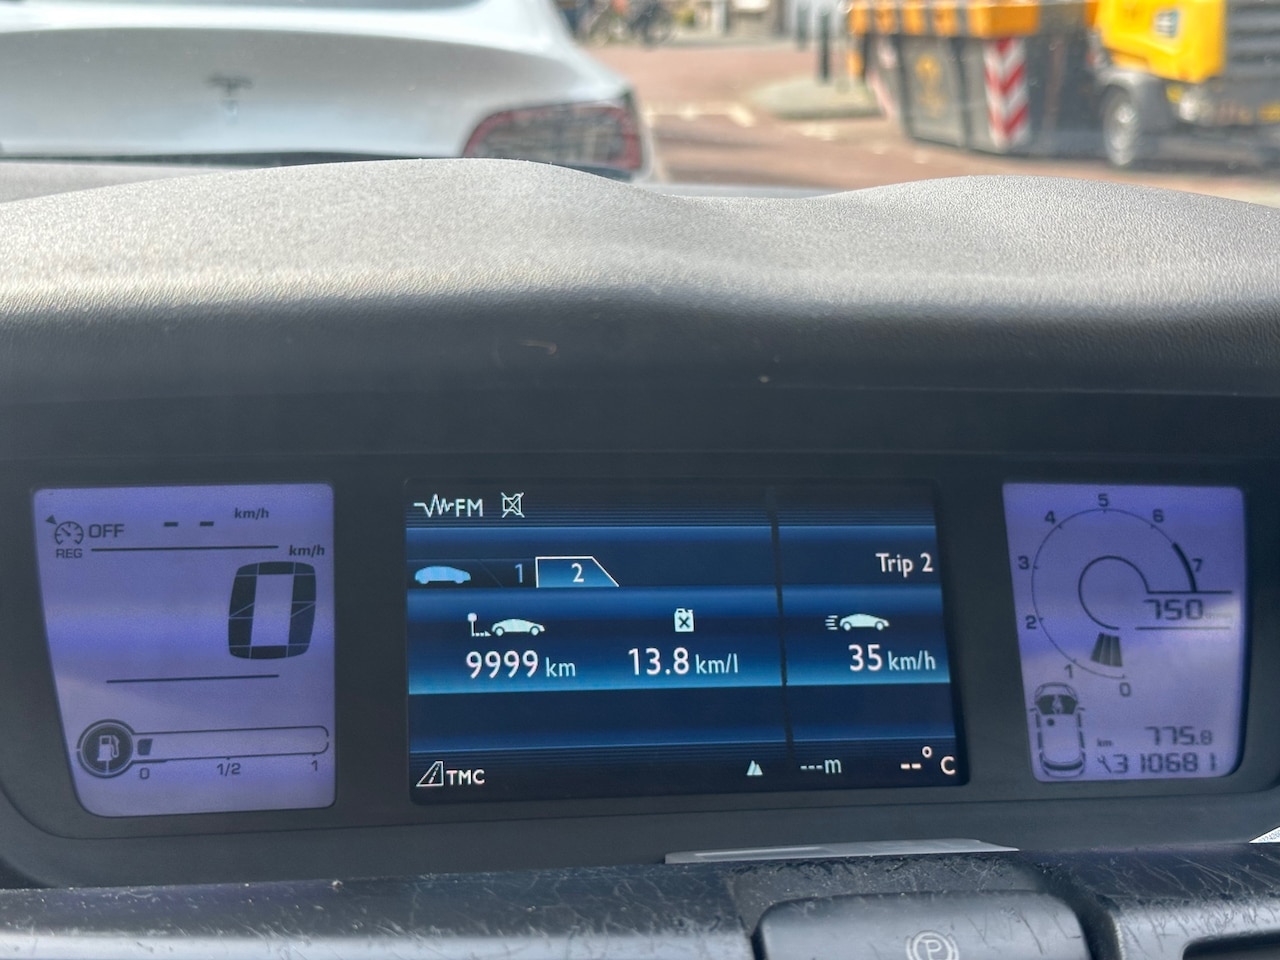 km/h
OFF - -
REG
km/h
0
0 1/2 1
FM
1 2 Trip 2
9999 km 13.8 km/l 35 km/h
TMC ---m --°C
5
4 6
3 7
750
2
1 0
km 775.8
310681
P